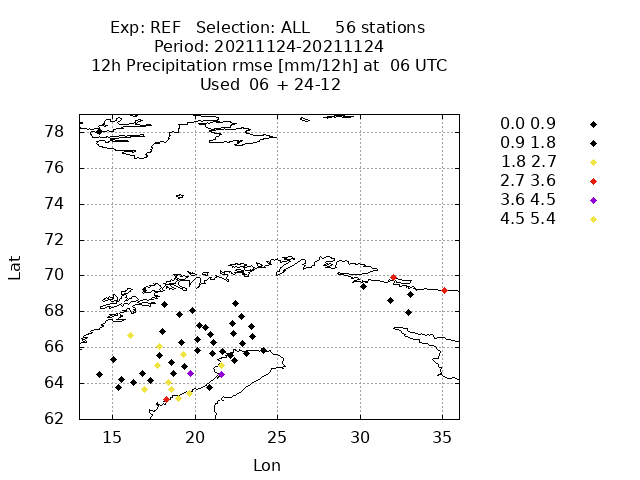 Exp: REF Selection: ALL 56 stations
Period: 20211124-20211124
12h Precipitation rmse [mm/12h] at 06 UTC
Used 06 + 24-12
0.0 0.9
0.9 1.8
1.8 2.7
2.7 3.6
3.6 4.5
4.5 5.4
78
76
74
72
70
68
66
64
62
Lat
15 20 25 30 35
Lon